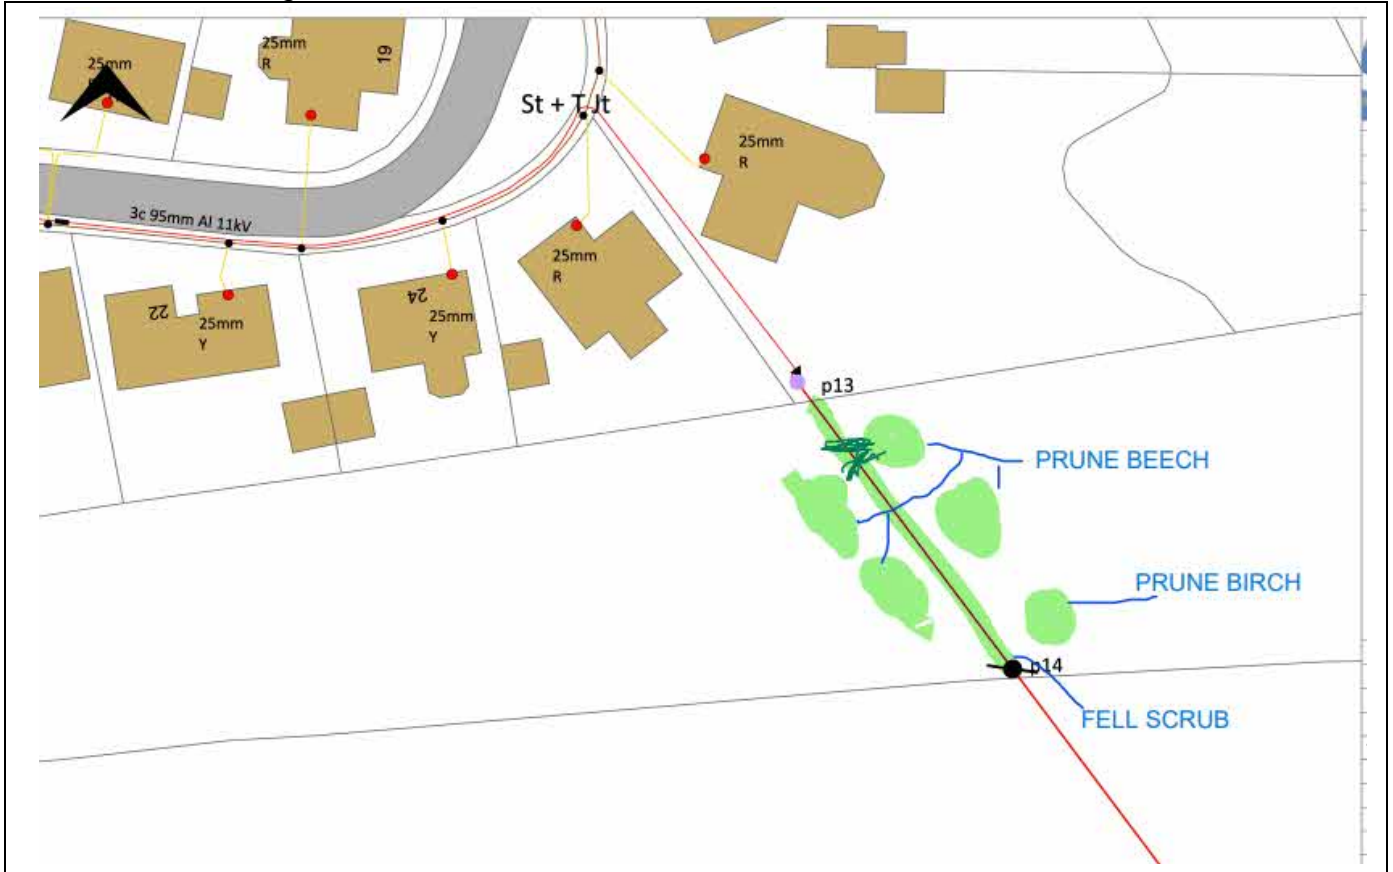 25mm
R
19
25mm
St + T Jt
25mm
R
3c 95mm Al 11kV
25mm
R
22
25mm
Y
24
25mm
Y
p13
PRUNE BEECH
PRUNE BIRCH
p14
FELL SCRUB